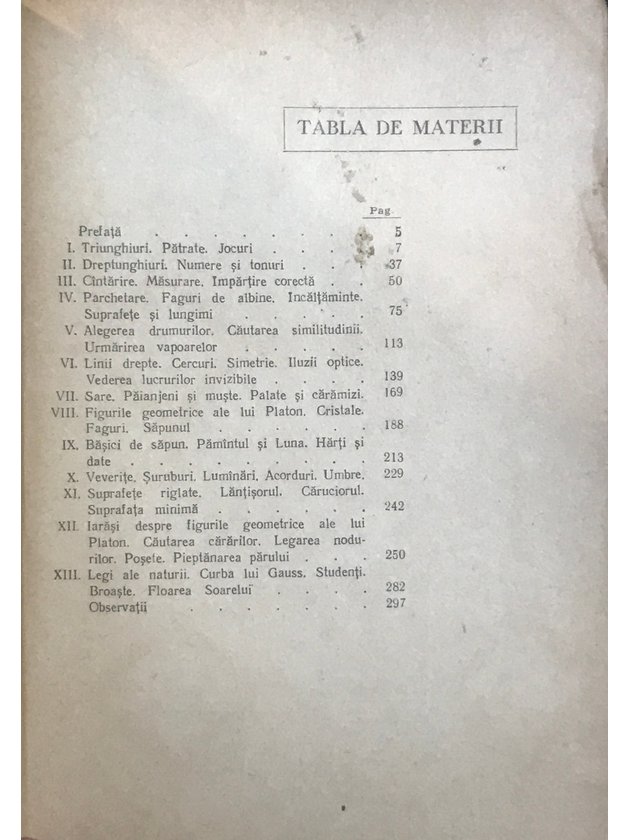 TABLA DE MATERII
Pag.
Prefață . . . . . . . 5
I. Triunghiuri. Pătrate. Jocuri . . . . . 7
II. Dreptunghiuri. Numere și tonuri . . . 37
III. Cîntărire. Măsurare. Impărțire corectă . . 50
IV. Parchetare. Faguri de albine. Incălțăminte.
Suprafețe și lungimi . . . . . 75
V. Alegerea drumurilor. Căutarea similitudinii.
Urmărirea vapoarelor . . . . . 113
VI. Linii drepte. Cercuri. Simetrie. Iluzii optice.
Vederea lucrurilor invizibile . . . . 139
VII. Sare. Păianjeni și muște. Palate și cărămizi. 169
VIII. Figurile geometrice ale lui Platon. Cristale.
Faguri. Săpunul . . . . . . 188
IX. Bășici de săpun. Pămîntul și Luna. Hărți și
date . . . . . . . . . 213
X. Veverițe. Șuruburi. Lumînări. Acorduri. Umbre. 229
XI. Suprafețe riglate. Lănțișorul. Căruciorul.
Suprafața minimă . . . . . . 242
XII. Iarăși despre figurile geometrice ale lui
Platon. Căutarea cărărilor. Legarea nodu-
rilor. Poșete. Pieptănarea părului . . . 250
XIII. Legi ale naturii. Curba lui Gauss. Studenți.
Broaște. Floarea Soarelui . . . . 282
Observații . . . . . . . 297